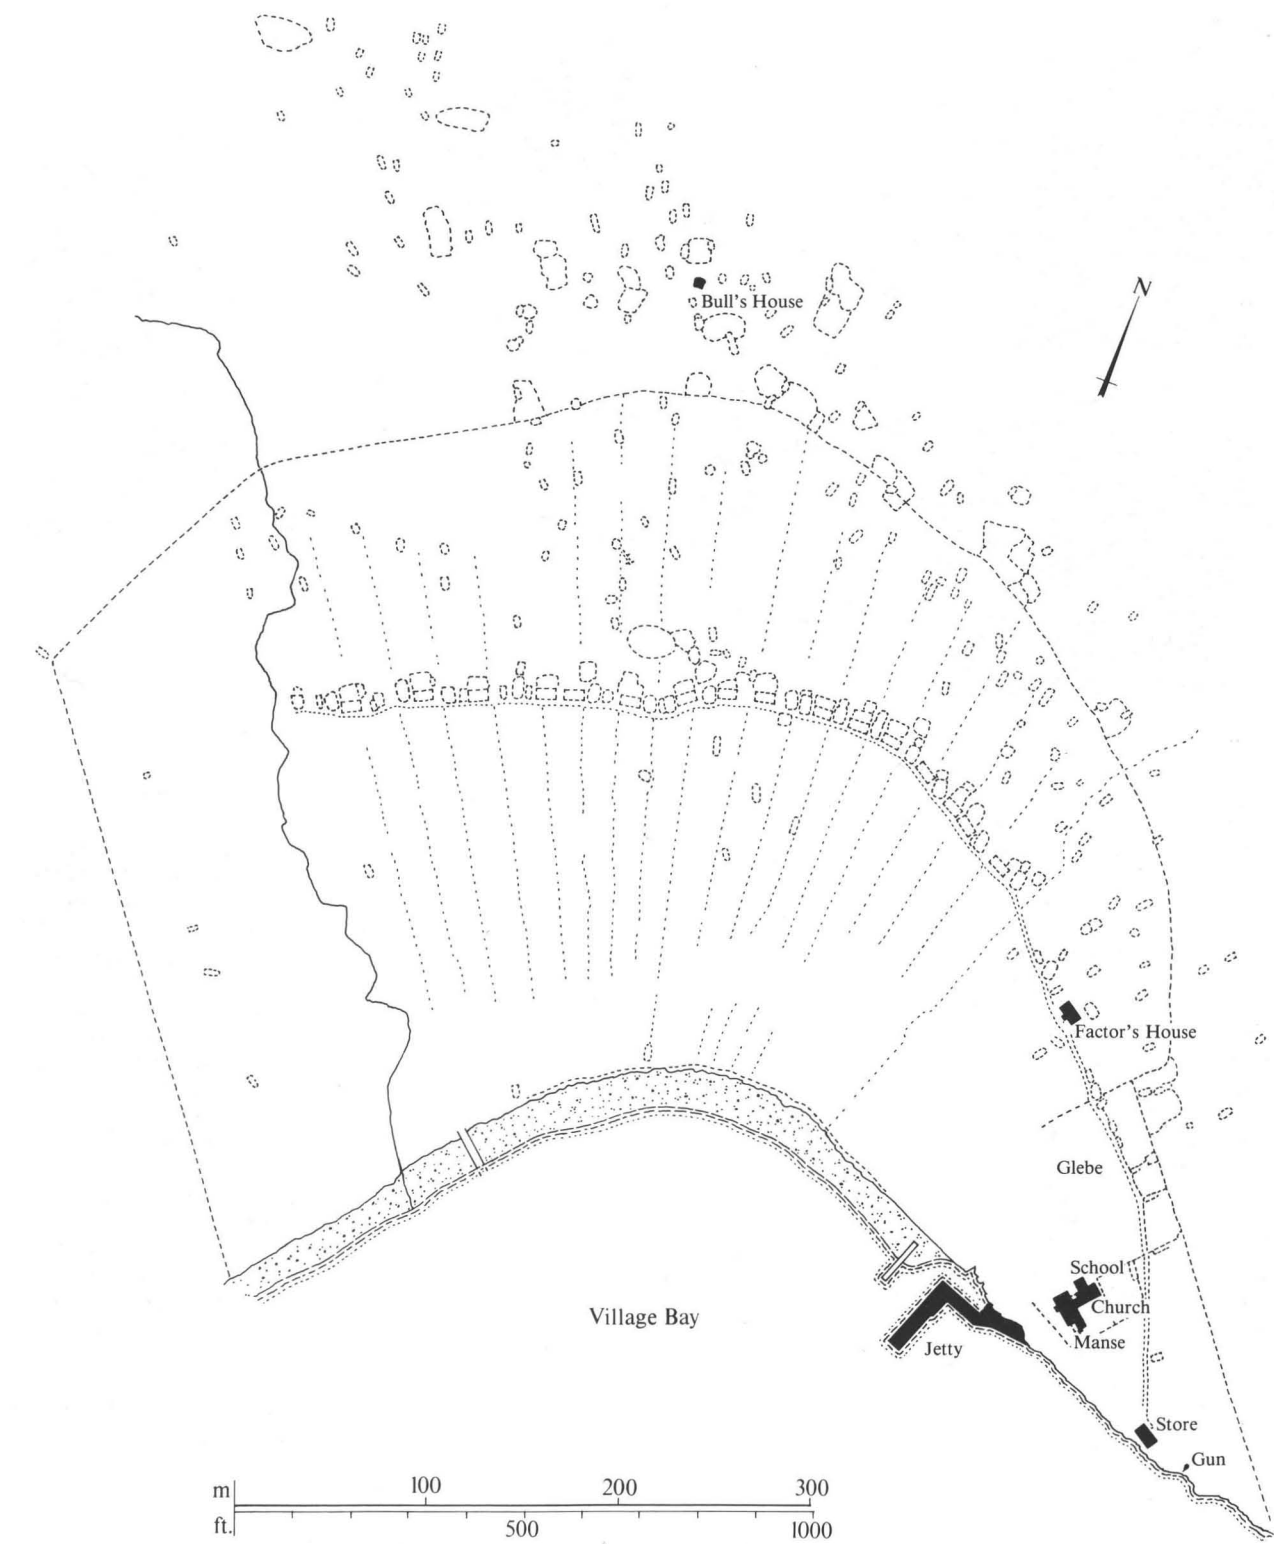 N
Bull's House
Factor's House
Glebe
School
Church
Manse
Village Bay
Jetty
Store
Gun
m 100 200 300
ft. 500 1000